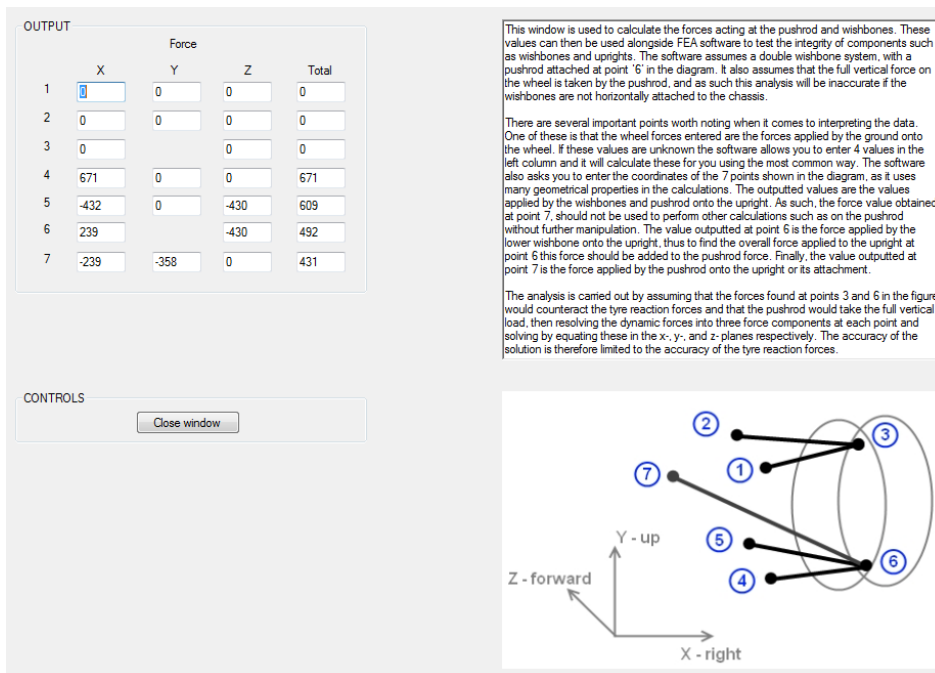 OUTPUT
Force
X Y Z Total
1 0 0 0 0
2 0 0 0 0
3 0 0 0
4 671 0 0 671
5 -432 0 -430 609
6 239 -430 492
7 -239 -358 0 431
CONTROLS
Close window
This window is used to calculate the forces acting at the pushrod and wishbones. These
values can then be used alongside FEA software to test the integrity of components such
as wishbones and uprights. The software assumes a double wishbone system, with a
pushrod attached at point '6' in the diagram. It also assumes that the full vertical force on
the wheel is taken by the pushrod, and as such this analysis will be inaccurate if the
wishbones are not horizontally attached to the chassis.
There are several important points worth noting when it comes to interpreting the data.
One of these is that the wheel forces entered are the forces applied by the ground onto
the wheel. If these values are unknown the software allows you to enter 4 values in the
left column and it will calculate these for you using the most common way. The software
also asks you to enter the coordinates of the 7 points shown in the diagram, as it uses
many geometrical properties in the calculations. The outputted values are the values
applied by the wishbones and pushrod onto the upright. As such, the force value obtained
at point 7, should not be used to perform other calculations such as on the pushrod
without further manipulation. The value outputted at point 6 is the force applied by the
lower wishbone onto the upright, thus to find the overall force applied to the upright at
point 6 this force should be added to the pushrod force. Finally, the value outputted at
point 7 is the force applied by the pushrod onto the upright or its attachment.
The analysis is carried out by assuming that the forces found at points 3 and 6 in the figure
would counteract the tyre reaction forces and that the pushrod would take the full vertical
load, then resolving the dynamic forces into three force components at each point and
solving by equating these in the x-, y-, and z- planes respectively. The accuracy of the
solution is therefore limited to the accuracy of the tyre reaction forces.
2
3
1
7
5
6
4
Y - up
Z - forward
X - right